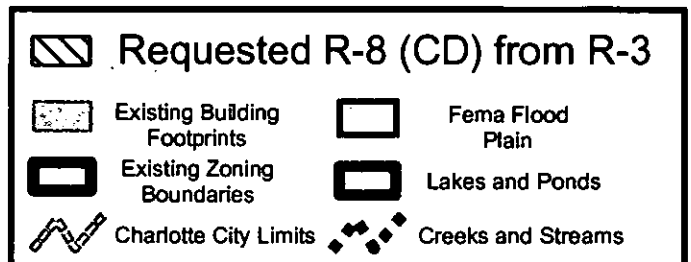 Requested R-8 (CD) from R-3
Existing Building
Footprints
Fema Flood
Plain
Existing Zoning
Boundaries
Lakes and Ponds
Charlotte City Limits
Creeks and Streams